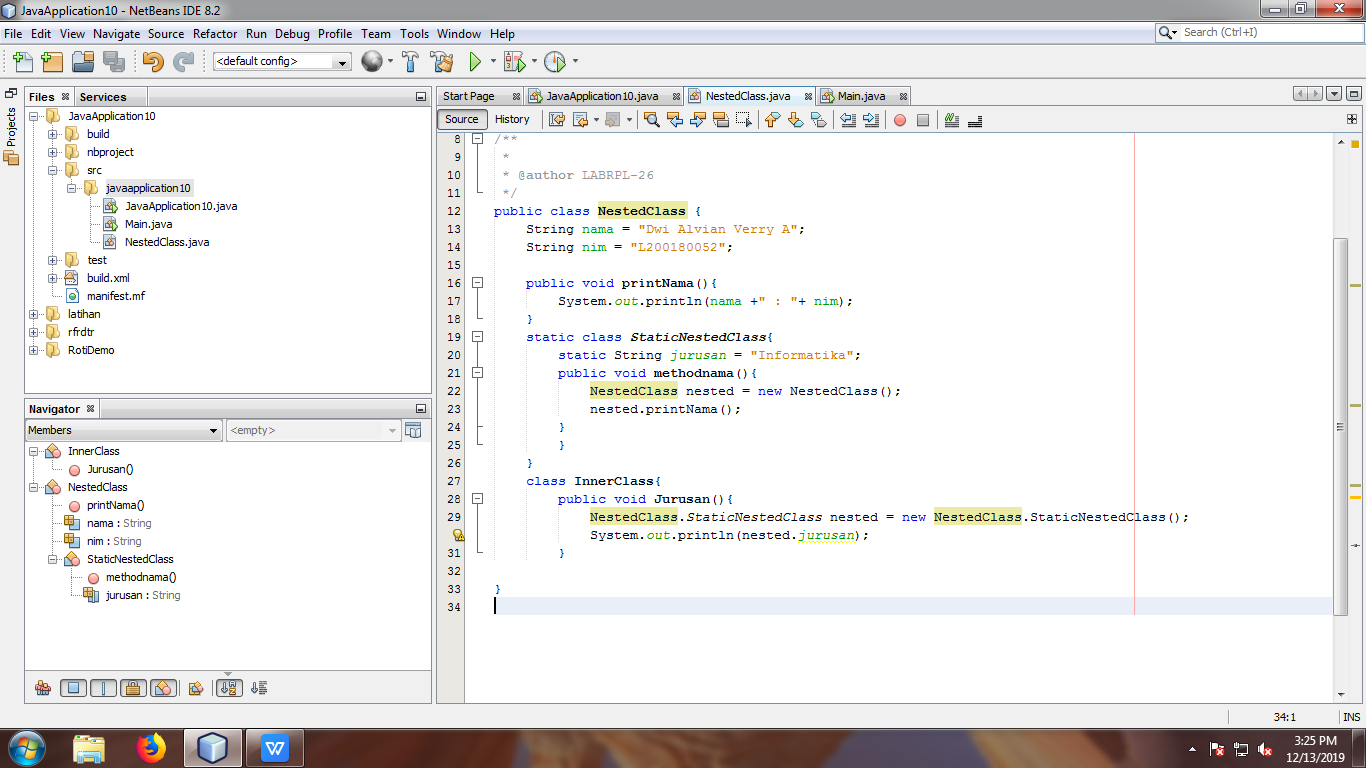 JavaApplication10 - NetBeans IDE 8.2
File Edit View Navigate Source Refactor Run Debug Profile Team Tools Window Help
Search (Ctrl+I)
<default config>
Projects
Files Services
JavaApplication10
build
nbproject
src
javaapplication10
JavaApplication10.java
Main.java
NestedClass.java
test
build.xml
manifest.mf
latihan
rfrdtr
RotiDemo
Navigator
Members <empty>
InnerClass
Jurusan()
NestedClass
printNama()
nama : String
nim : String
StaticNestedClass
methodnama()
jurusan : String
Start Page JavaApplication10.java NestedClass.java Main.java
Source History
8 /**
9 *
10 * @author LABRPL-26
11 */
12 public class NestedClass {
13 String nama = "Dwi Alvian Verry A";
14 String nim = "L200180052";
15
16 public void printNama(){
17 System.out.println(nama +" : "+ nim);
18 }
19 static class StaticNestedClass{
20 static String jurusan = "Informatika";
21 public void methodnama(){
22 NestedClass nested = new NestedClass();
23 nested.printNama();
24 }
25 }
26 }
27 class InnerClass{
28 public void Jurusan(){
29 NestedClass.StaticNestedClass nested = new NestedClass.StaticNestedClass();
System.out.println(nested.jurusan);
31 }
32
33 }
34
34:1 INS
3:25 PM
12/13/2019